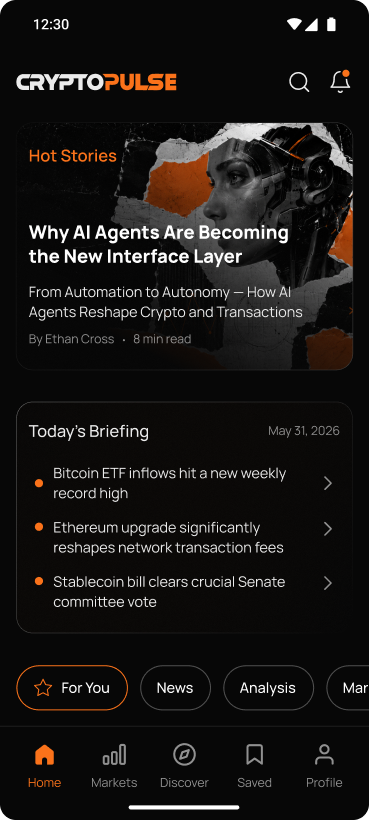 12:30
CRYPTOPULSE
Hot Stories
Why AI Agents Are Becoming
the New Interface Layer
From Automation to Autonomy — How AI
Agents Reshape Crypto and Transactions
By Ethan Cross • 8 min read
Today's Briefing
May 31, 2026
Bitcoin ETF inflows hit a new weekly
record high
Ethereum upgrade significantly
reshapes network transaction fees
Stablecoin bill clears crucial Senate
committee vote
For You
News
Analysis
Mar
Home
Markets
Discover
Saved
Profile